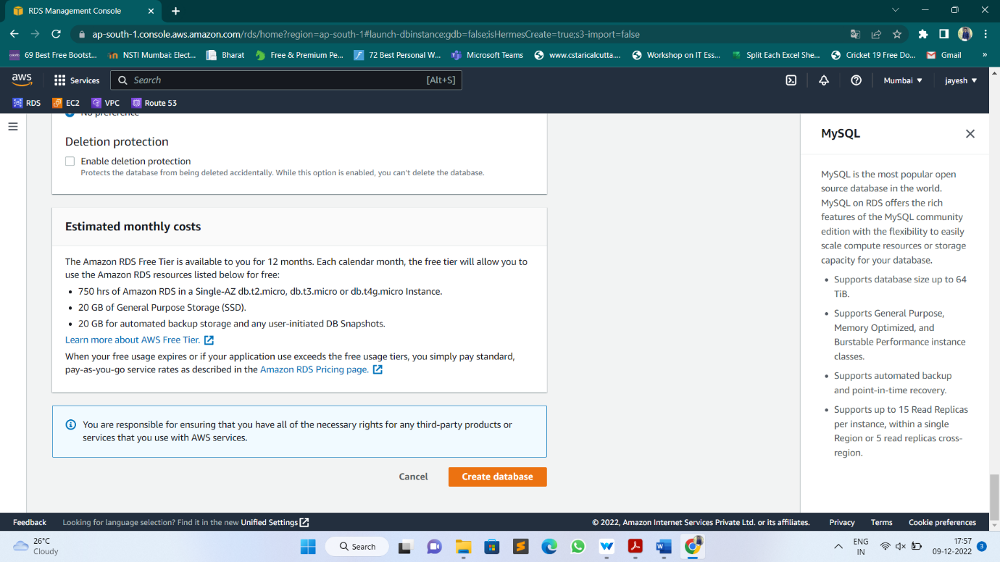 RDS Management Console
ap-south-1.console.aws.amazon.com/rds/home?region=ap-south-1#launch-dbinstance:gdb=false;isHermesCreate=true;s3-import=false
69 Best Free Bootst...
NSTI Mumbai: Elect...
Bharat
Free & Premium Pe...
72 Best Personal W...
Microsoft Teams
www.cstaricalcutta....
Workshop on IT Ess...
Split Each Excel She...
Cricket 19 Free Do...
Gmail
»
aws
Services
Search
[Alt+S]
Mumbai
jayesh
RDS
EC2
VPC
Route 53
No preference
Deletion protection
Enable deletion protection
Protects the database from being deleted accidentally. While this option is enabled, you can't delete the database.
Estimated monthly costs
The Amazon RDS Free Tier is available to you for 12 months. Each calendar month, the free tier will allow you to
use the Amazon RDS resources listed below for free:
• 750 hrs of Amazon RDS in a Single-AZ db.t2.micro, db.t3.micro or db.t4g.micro Instance.
• 20 GB of General Purpose Storage (SSD).
• 20 GB for automated backup storage and any user-initiated DB Snapshots.
Learn more about AWS Free Tier.
When your free usage expires or if your application use exceeds the free usage tiers, you simply pay standard,
pay-as-you-go service rates as described in the Amazon RDS Pricing page.
You are responsible for ensuring that you have all of the necessary rights for any third-party products or
services that you use with AWS services.
Cancel
Create database
MySQL
MySQL is the most popular open
source database in the world.
MySQL on RDS offers the rich
features of the MySQL community
edition with the flexibility to easily
scale compute resources or storage
capacity for your database.
• Supports database size up to 64
TiB.
• Supports General Purpose,
Memory Optimized, and
Burstable Performance instance
classes.
• Supports automated backup
and point-in-time recovery.
• Supports up to 15 Read Replicas
per instance, within a single
Region or 5 read replicas cross-
region.
Feedback
Looking for language selection? Find it in the new Unified Settings
© 2022, Amazon Internet Services Private Ltd. or its affiliates.
Privacy
Terms
Cookie preferences
26°C
Cloudy
Search
ENG
IN
17:57
09-12-2022
3